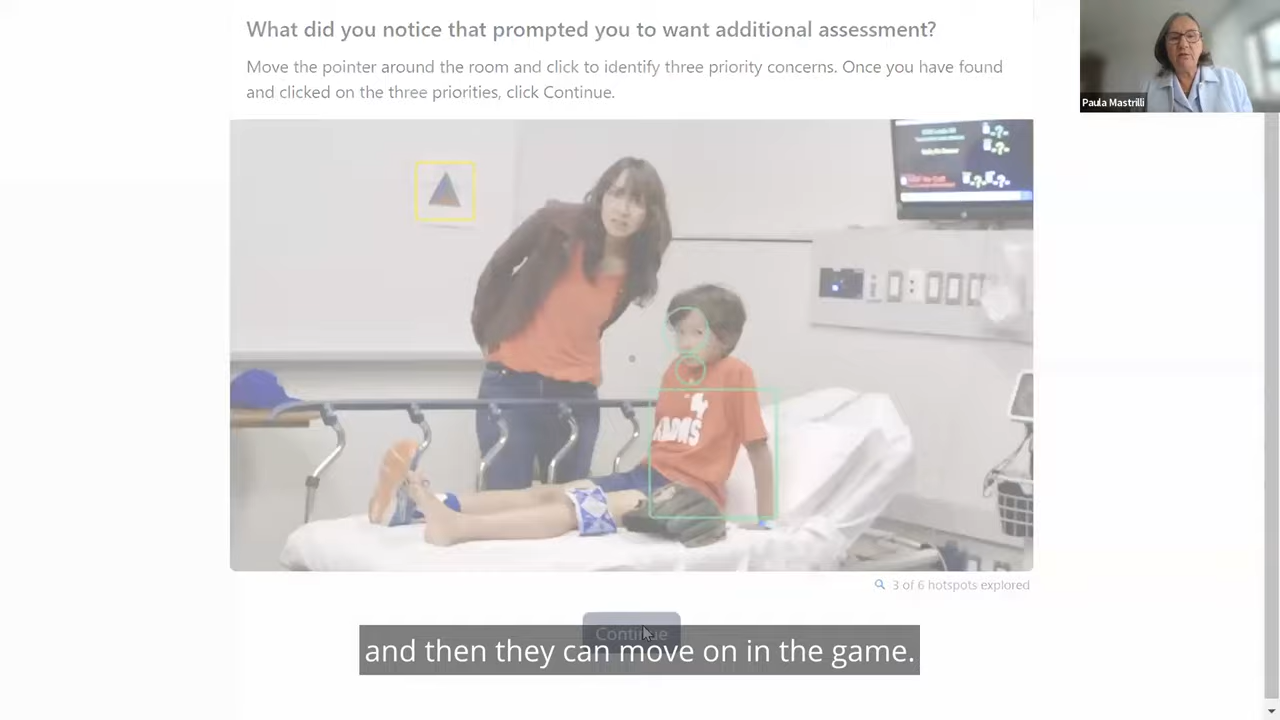 What did you notice that prompted you to want additional assessment?
Move the pointer around the room and click to identify three priority concerns. Once you have found
and clicked on the three priorities, click Continue.
Paula Mastrilli
3 of 6 hotspots explored
Continue
and then they can move on in the game.